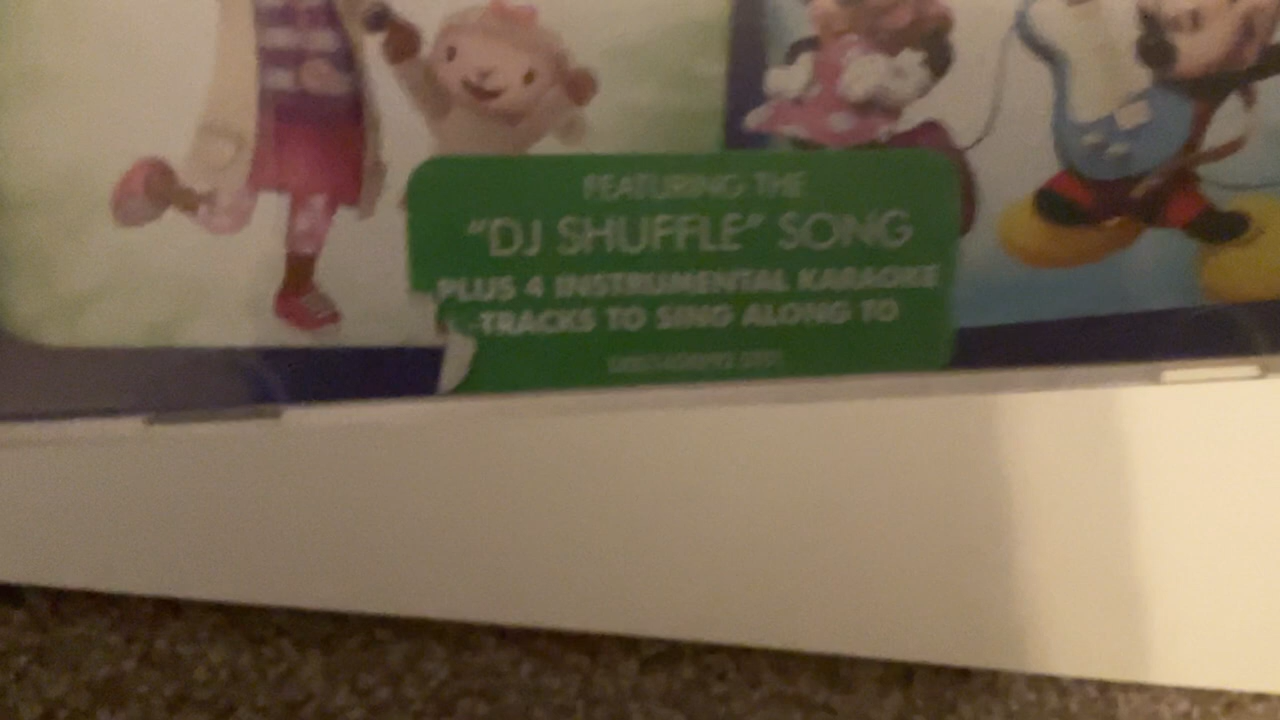 FEATURING THE
"DJ SHUFFLE" SONG
PLUS 4 INSTRUMENTAL KARAOKE
TRACKS TO SING ALONG TO